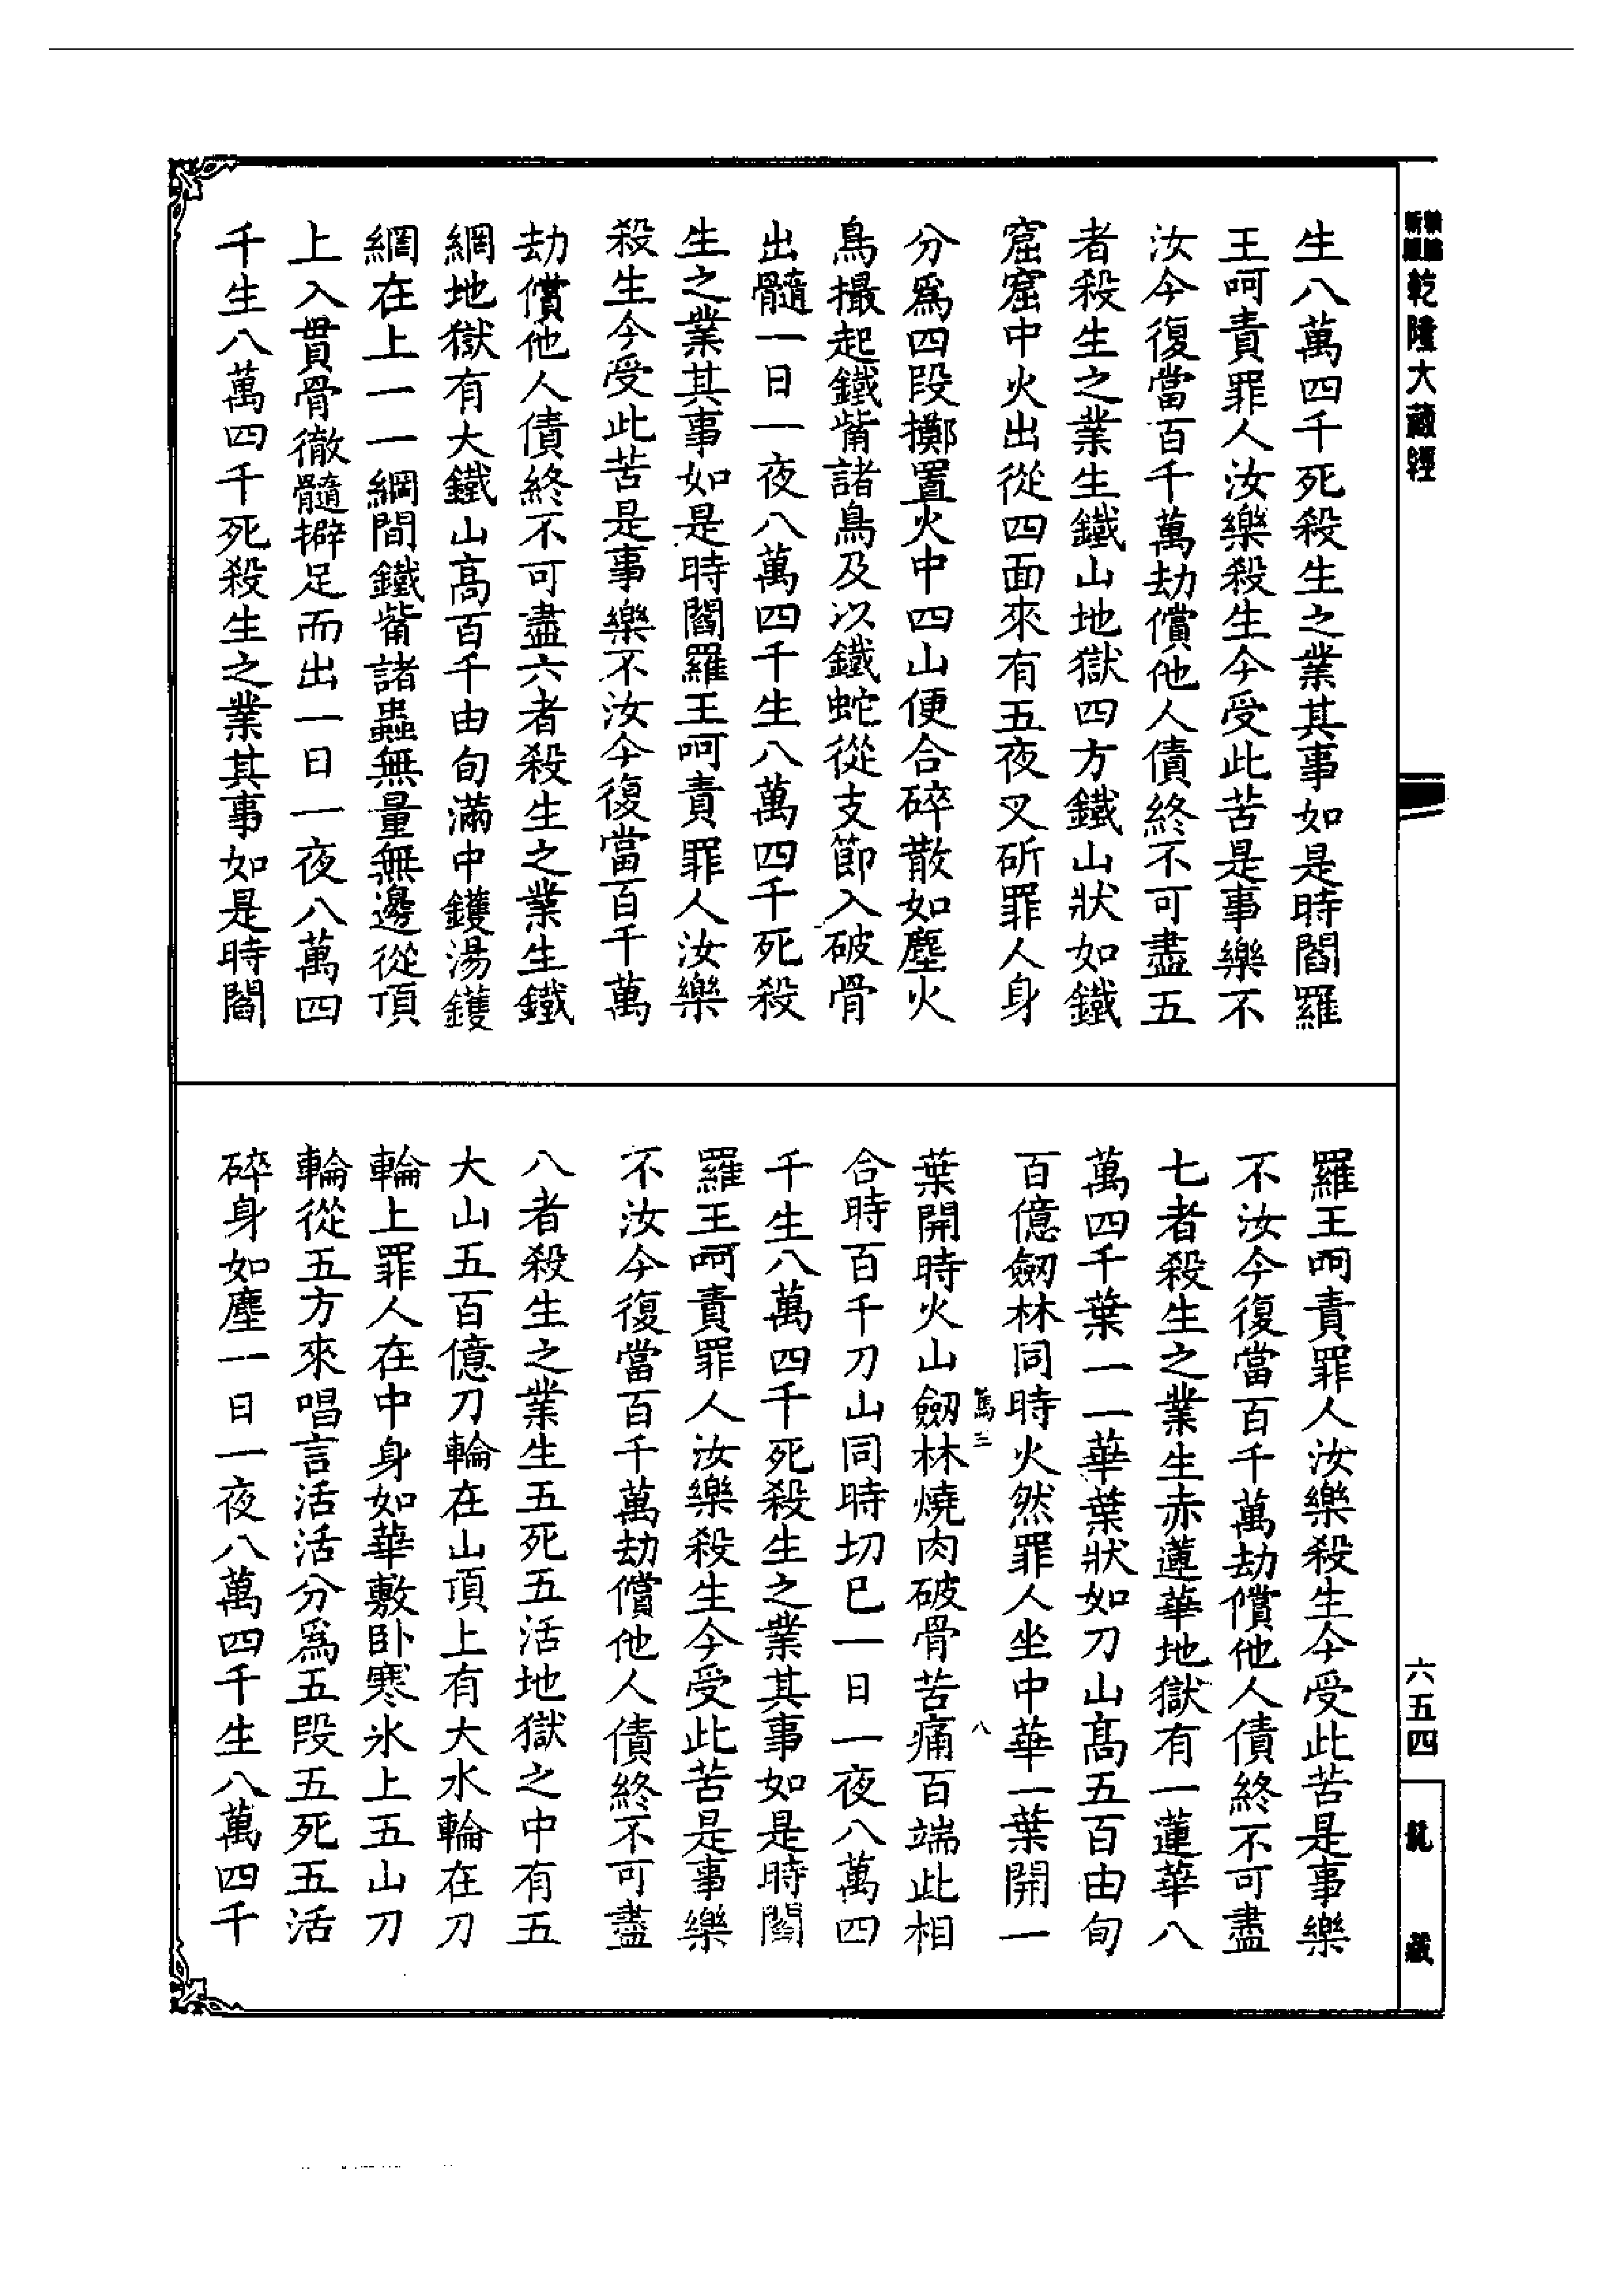 乾隆大藏經
生八萬四千死殺生之業其事如是時閻羅
王呵責罪人汝樂殺生今受此苦是事樂不
汝今復當百千萬劫償他人債終不可盡五
者殺生之業生鐵山地獄四方鐵山狀如鐵
窟窟中火出從四面來有五夜叉斫罪人身
分爲四段擲置火中四山便合碎散如塵火
鳥撮起鐵觜諸鳥及以鐵蛇從支節入破骨
出髓一日一夜八萬四千生八萬四千死殺
生之業其事如是時閻羅王呵責罪人汝樂
殺生今受此苦是事樂不汝今復當百千萬
劫償他人債終不可盡六者殺生之業生鐵
網地獄有大鐵山高百千由旬滿中鑊湯鑊
網在上一一網間鐵觜諸蟲無量無邊從頂
上入貫骨徹髓擗足而出一日一夜八萬四
千生八萬四千死殺生之業其事如是時閻
羅王呵責罪人汝樂殺生今受此苦是事樂
不汝今復當百千萬劫償他人債終不可盡
七者殺生之業生赤蓮華地獄有一蓮華八
萬四千葉一一華葉狀如刀山髙五百由旬
百億劒林同時火然罪人坐中華一葉開一
葉開時火山劒林燒肉破骨苦痛百端此相
合時百千刀山同時切已一日一夜八萬四
千生八萬四千死殺生之業其事如是時閻
羅王呵責罪人汝樂殺生今受此苦是事樂
不汝今復當百千萬劫償他人債終不可盡
八者殺生之業生五死五活地獄之中有五
大山五百億刀輪在山頂上有大水輪在刀
輪上罪人在中身如華敷卧寒氷上五山刀
輪從五方來唱言活活分爲五段五死五活
碎身如塵一日一夜八萬四千生八萬四千
八
六五四
龍藏